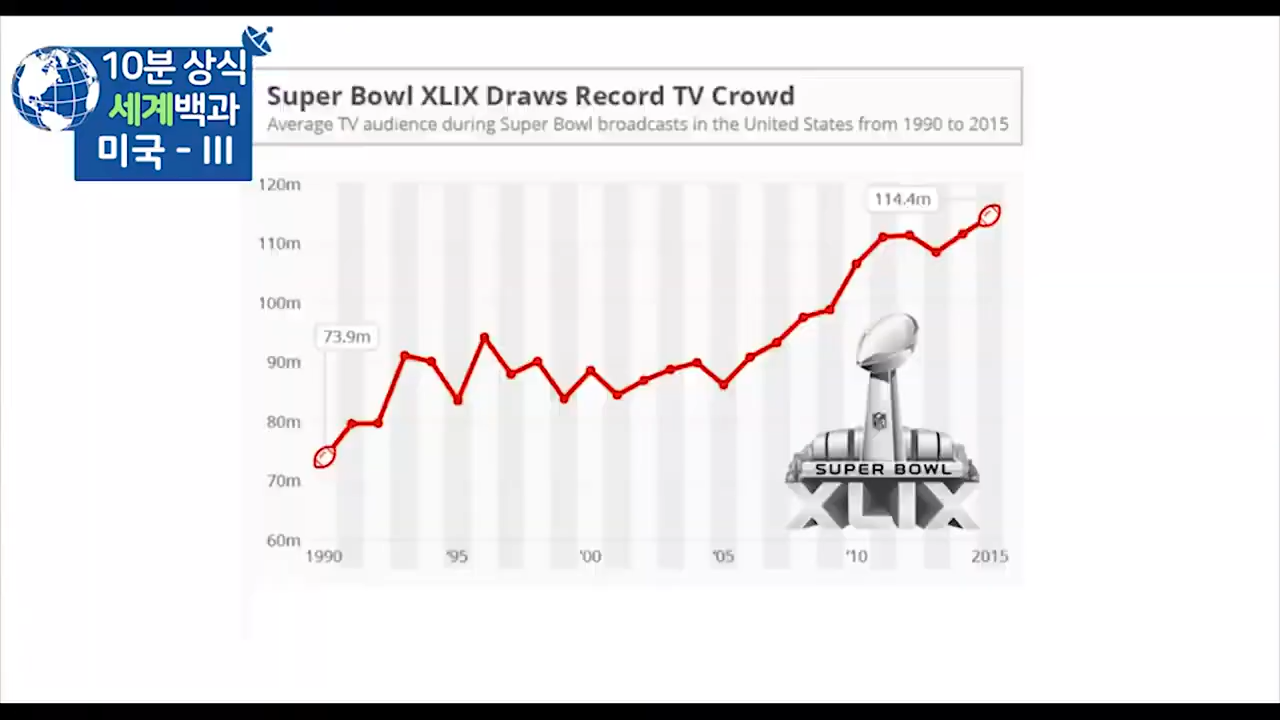 10분 상식
세계백과
미국 - III
Super Bowl XLIX Draws Record TV Crowd
Average TV audience during Super Bowl broadcasts in the United States from 1990 to 2015
120m
114.4m
110m
100m
73.9m
90m
80m
70m
60m
SUPER BOWL
XLIX
1990 '95 '00 '05 '10 2015